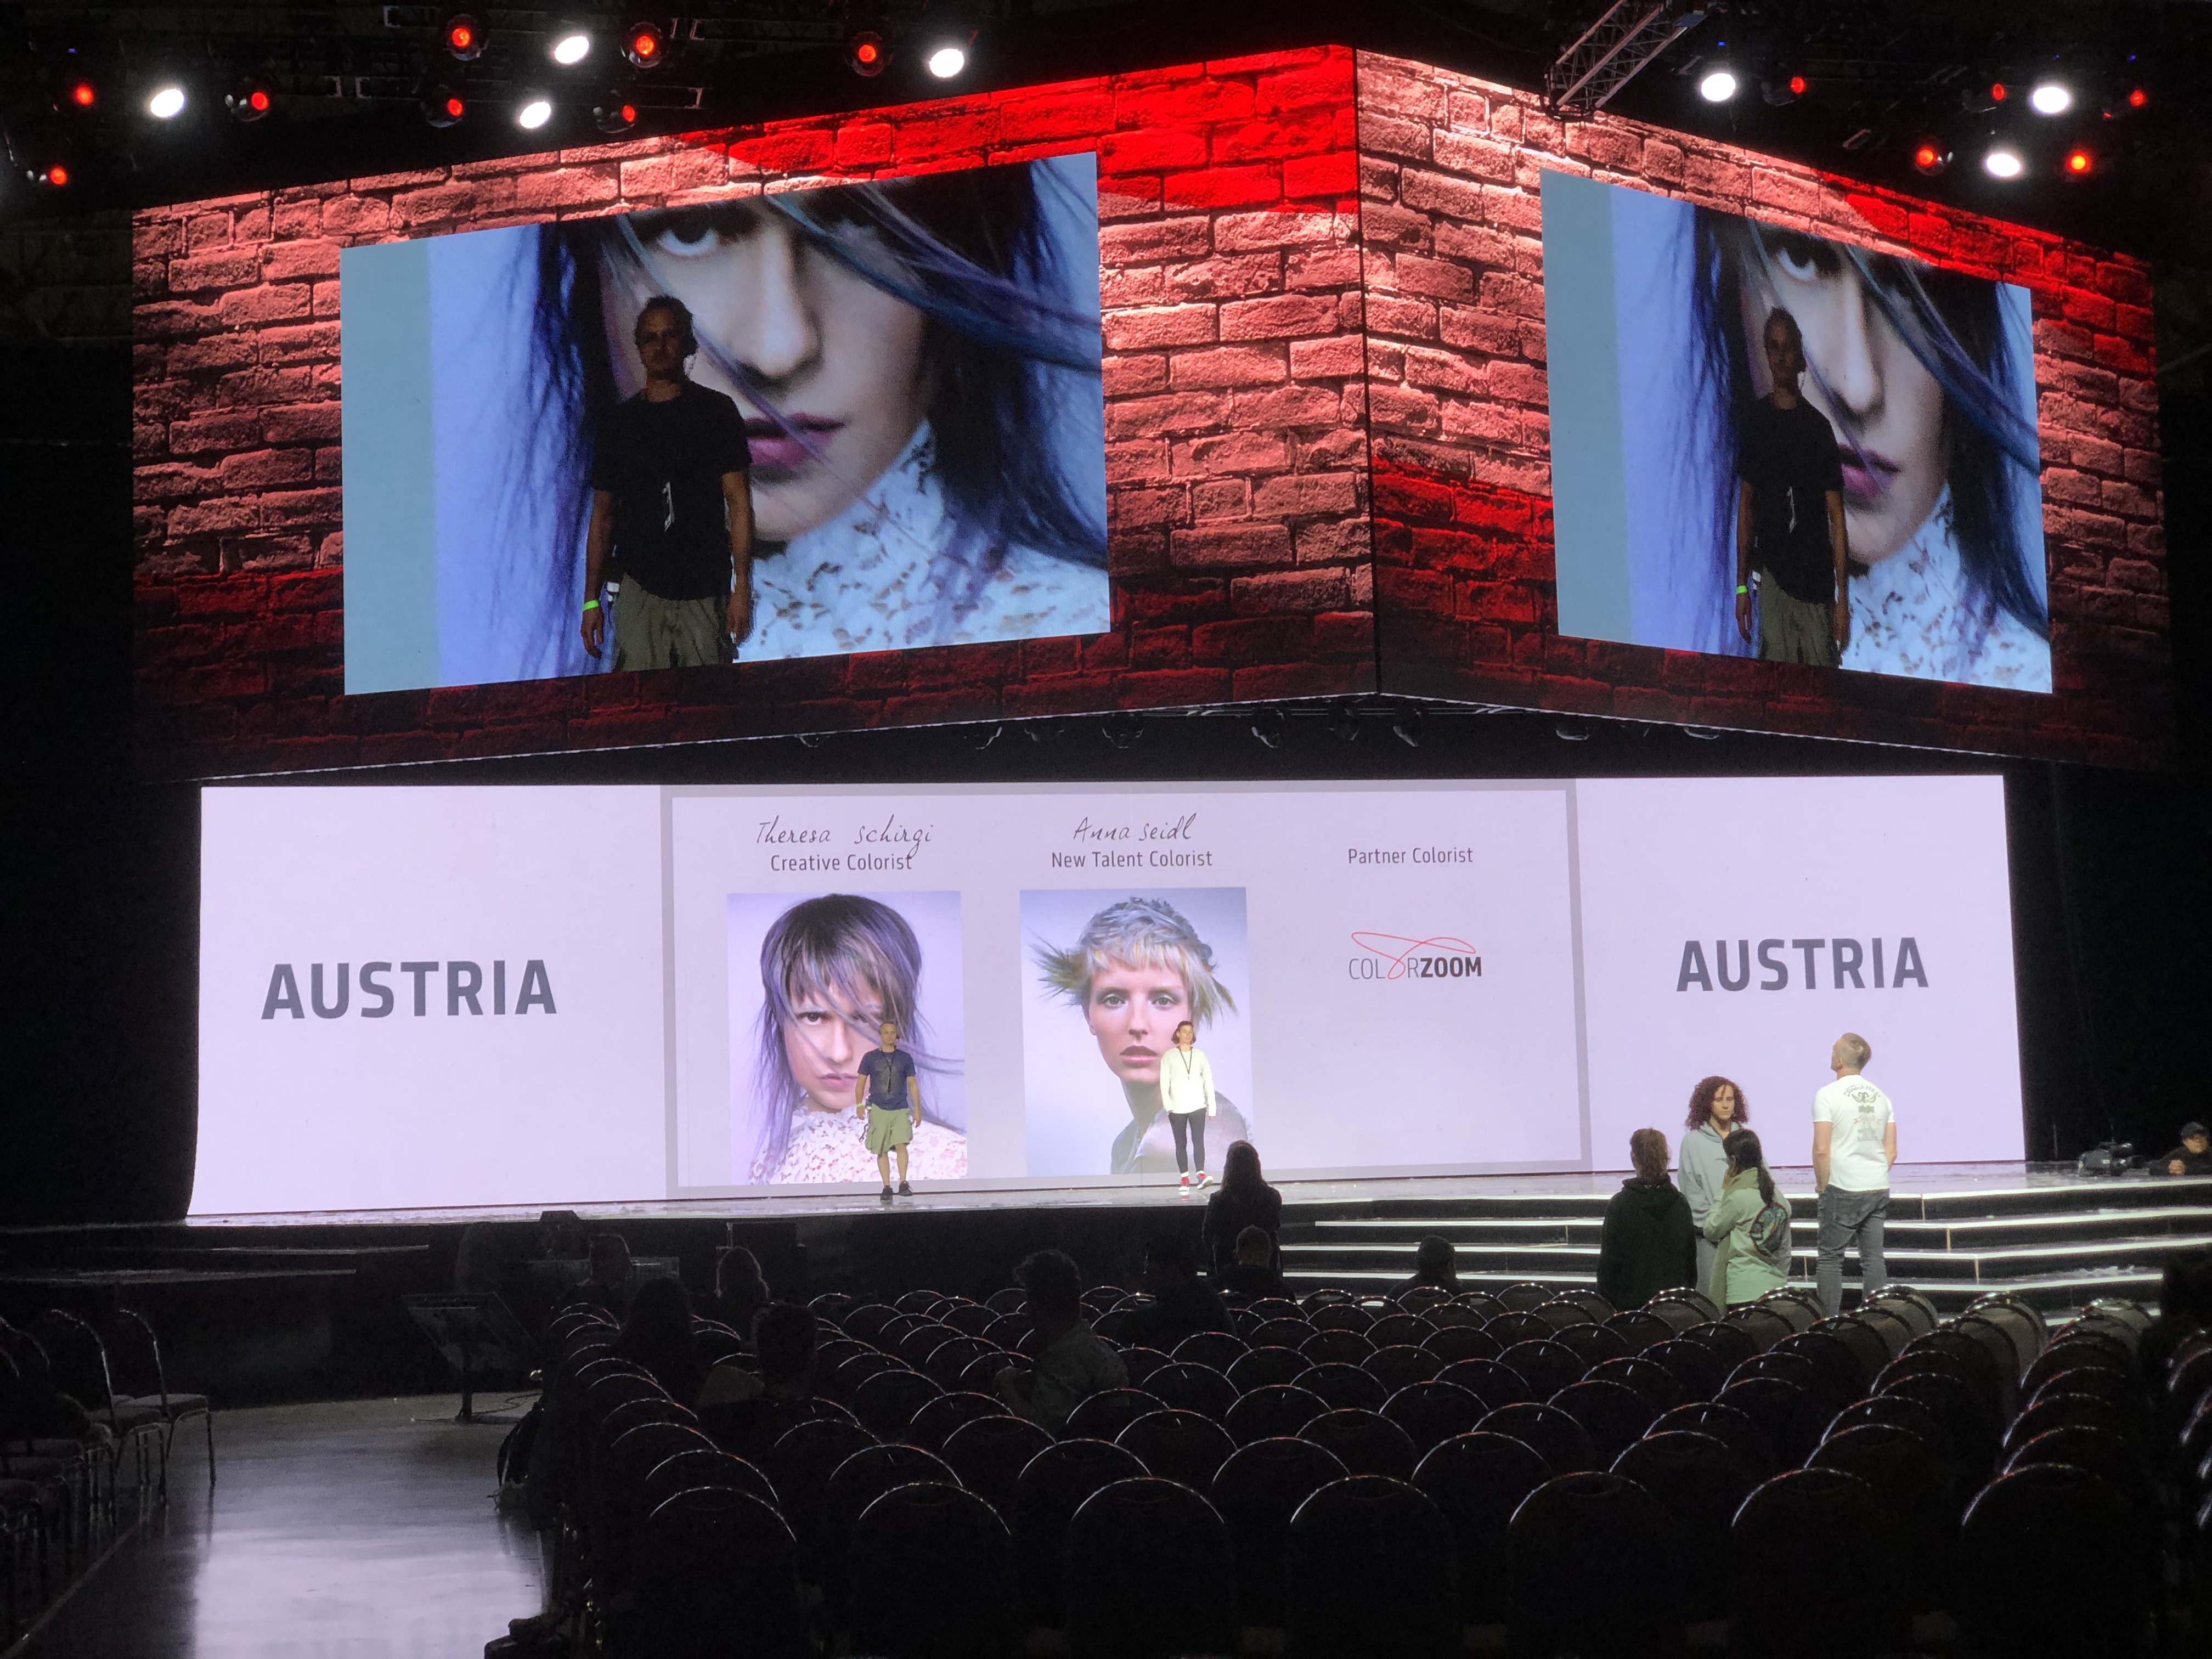 AUSTRIA
Theresa Schirgi
Creative Colorist
Anna Seidl
New Talent Colorist
Partner Colorist
COLORZOOM
AUSTRIA